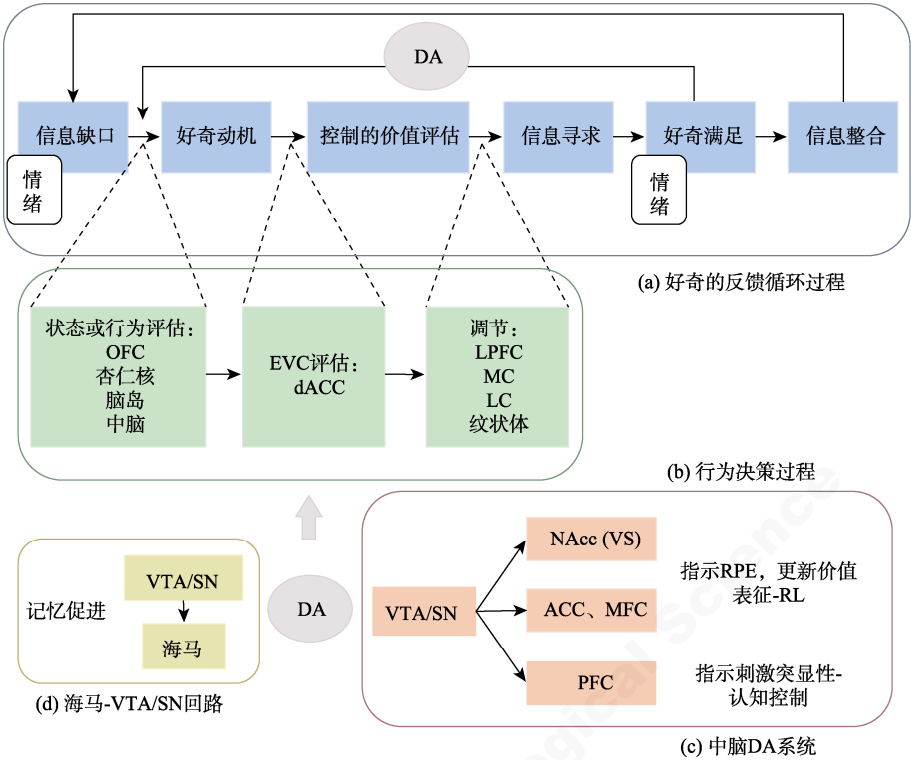 DA
信息缺口
好奇动机
控制的价值评估
信息寻求
好奇满足
信息整合
情
绪
情
绪
(a) 好奇的反馈循环过程
状态或行为评估：
OFC
杏仁核
脑岛
中脑
EVC评估：
dACC
调节：
LPFC
MC
LC
纹状体
(b) 行为决策过程
记忆促进
VTA/SN
海马
(d) 海马-VTA/SN回路
DA
VTA/SN
NAcc (VS)
ACC、MFC
PFC
指示RPE，更新价值
表征-RL
指示刺激突显性-
认知控制
(c) 中脑DA系统
ogical Science